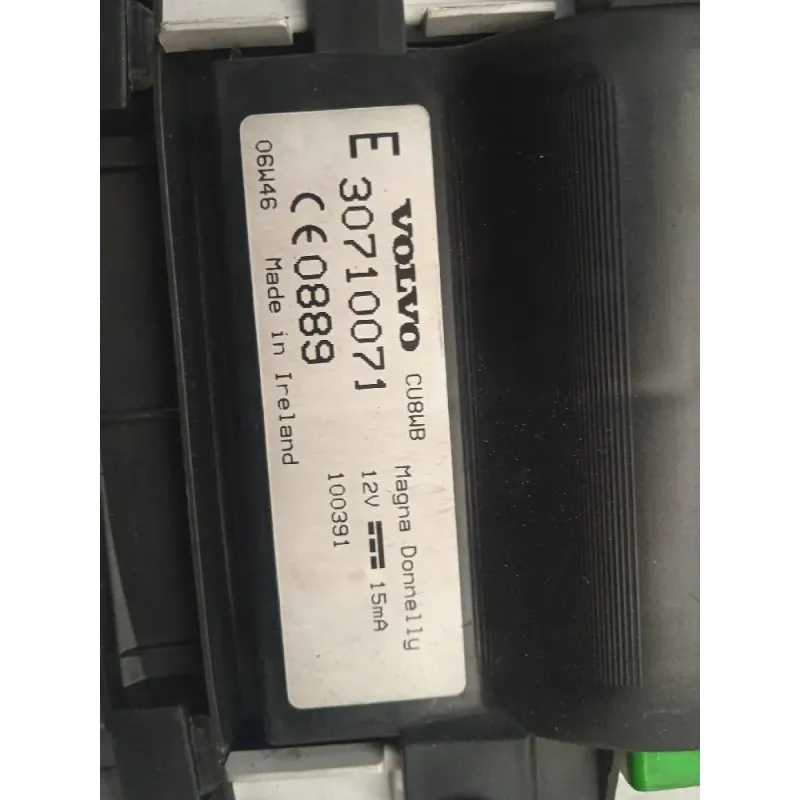 VOLVO CU8WB Magna Donnelly
E 30710071 12V 15mA
CE0889 100391
06W46 Made in Ireland